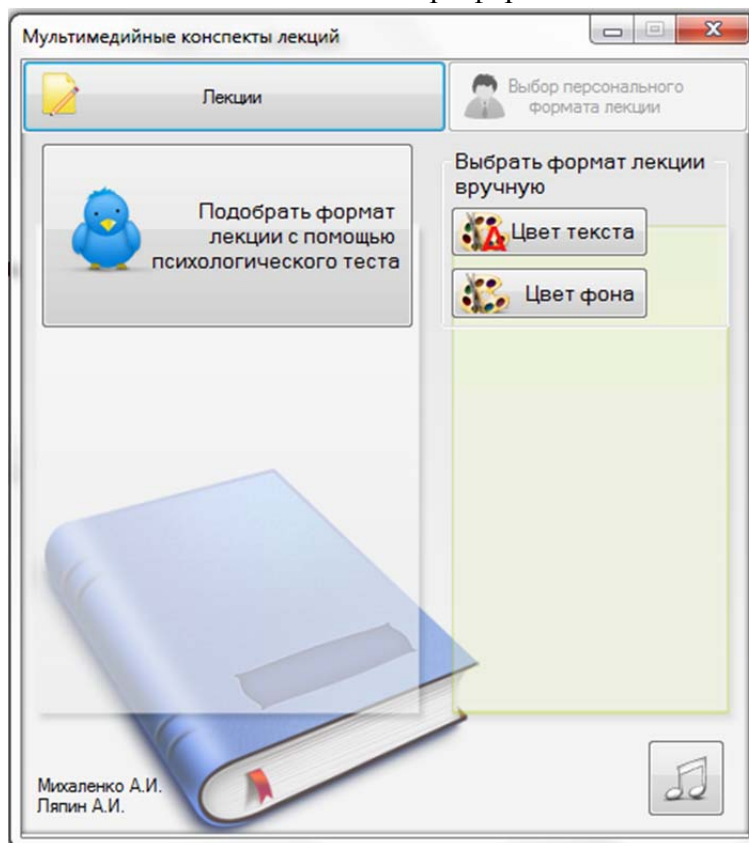 Мультимедийные конспекты лекций
Лекции
Выбор персонального
формата лекции
Подобрать формат
лекции с помощью
психологического теста
Выбрать формат лекции
вручную
Цвет текста
Цвет фона
Михаленко А.И.
Ляпин А.И.